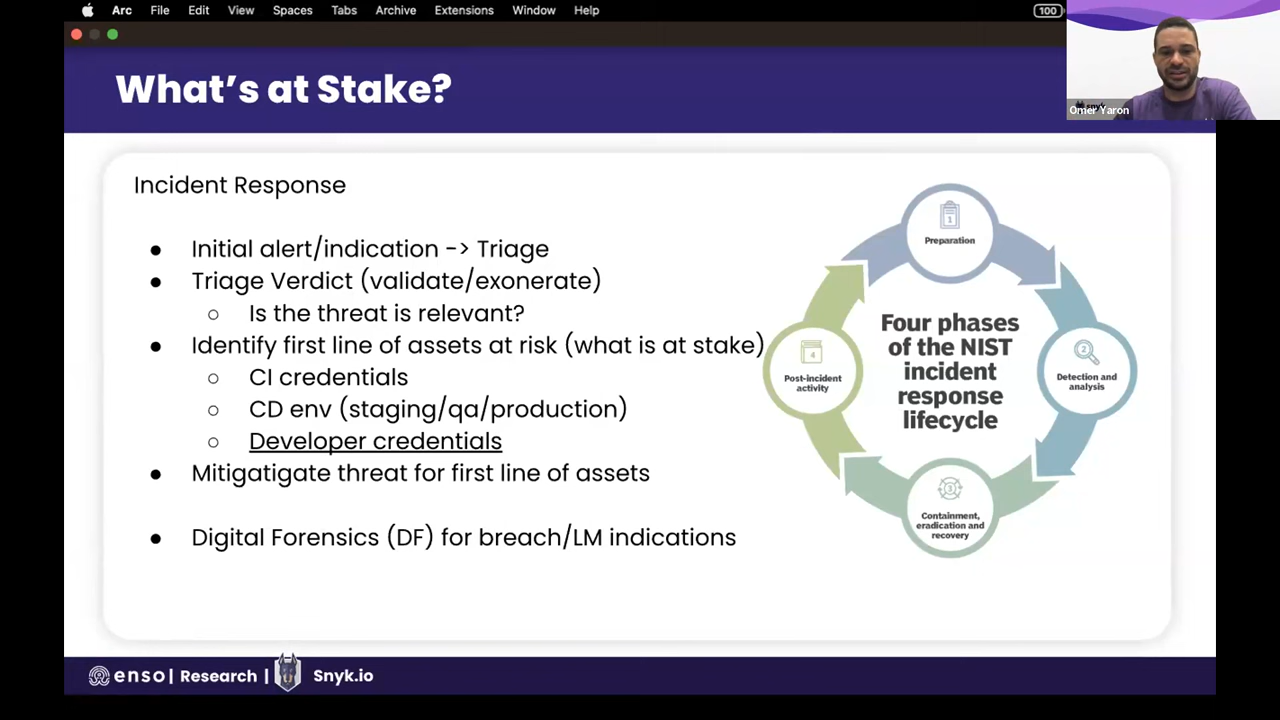 Arc File Edit View Spaces Tabs Archive Extensions Window Help 100
What's at Stake?
Omer Yaron
Incident Response
● Initial alert/indication -> Triage
● Triage Verdict (validate/exonerate)
○ Is the threat is relevant?
● Identify first line of assets at risk (what is at stake)
○ CI credentials
○ CD env (staging/qa/production)
○ Developer credentials
● Mitigatigate threat for first line of assets
● Digital Forensics (DF) for breach/LM indications
Four phases
of the NIST
incident
response
lifecycle
1
Preparation
2
Detection and
analysis
3
Containment,
eradication and
recovery
4
Post-incident
activity
enso | Research | Snyk.io